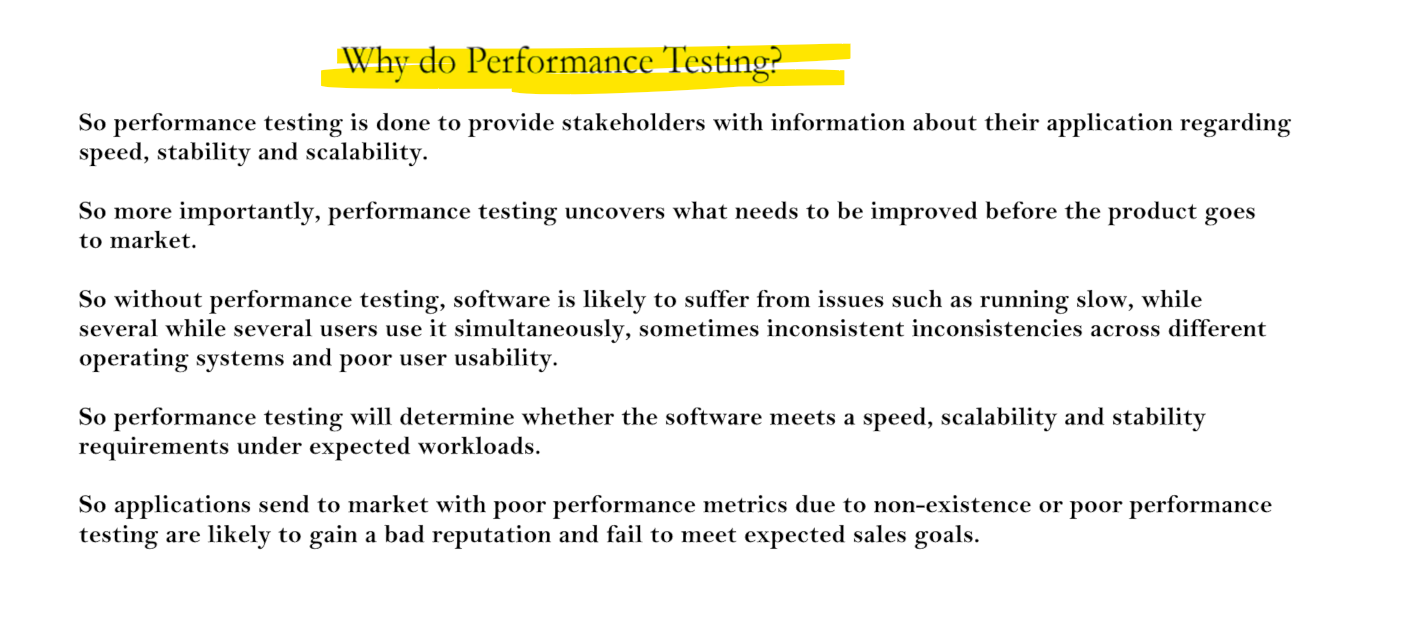 Why do Performance Testing?
So performance testing is done to provide stakeholders with information about their application regarding
speed, stability and scalability.
So more importantly, performance testing uncovers what needs to be improved before the product goes
to market.
So without performance testing, software is likely to suffer from issues such as running slow, while
several while several users use it simultaneously, sometimes inconsistent inconsistencies across different
operating systems and poor user usability.
So performance testing will determine whether the software meets a speed, scalability and stability
requirements under expected workloads.
So applications send to market with poor performance metrics due to non-existence or poor performance
testing are likely to gain a bad reputation and fail to meet expected sales goals.